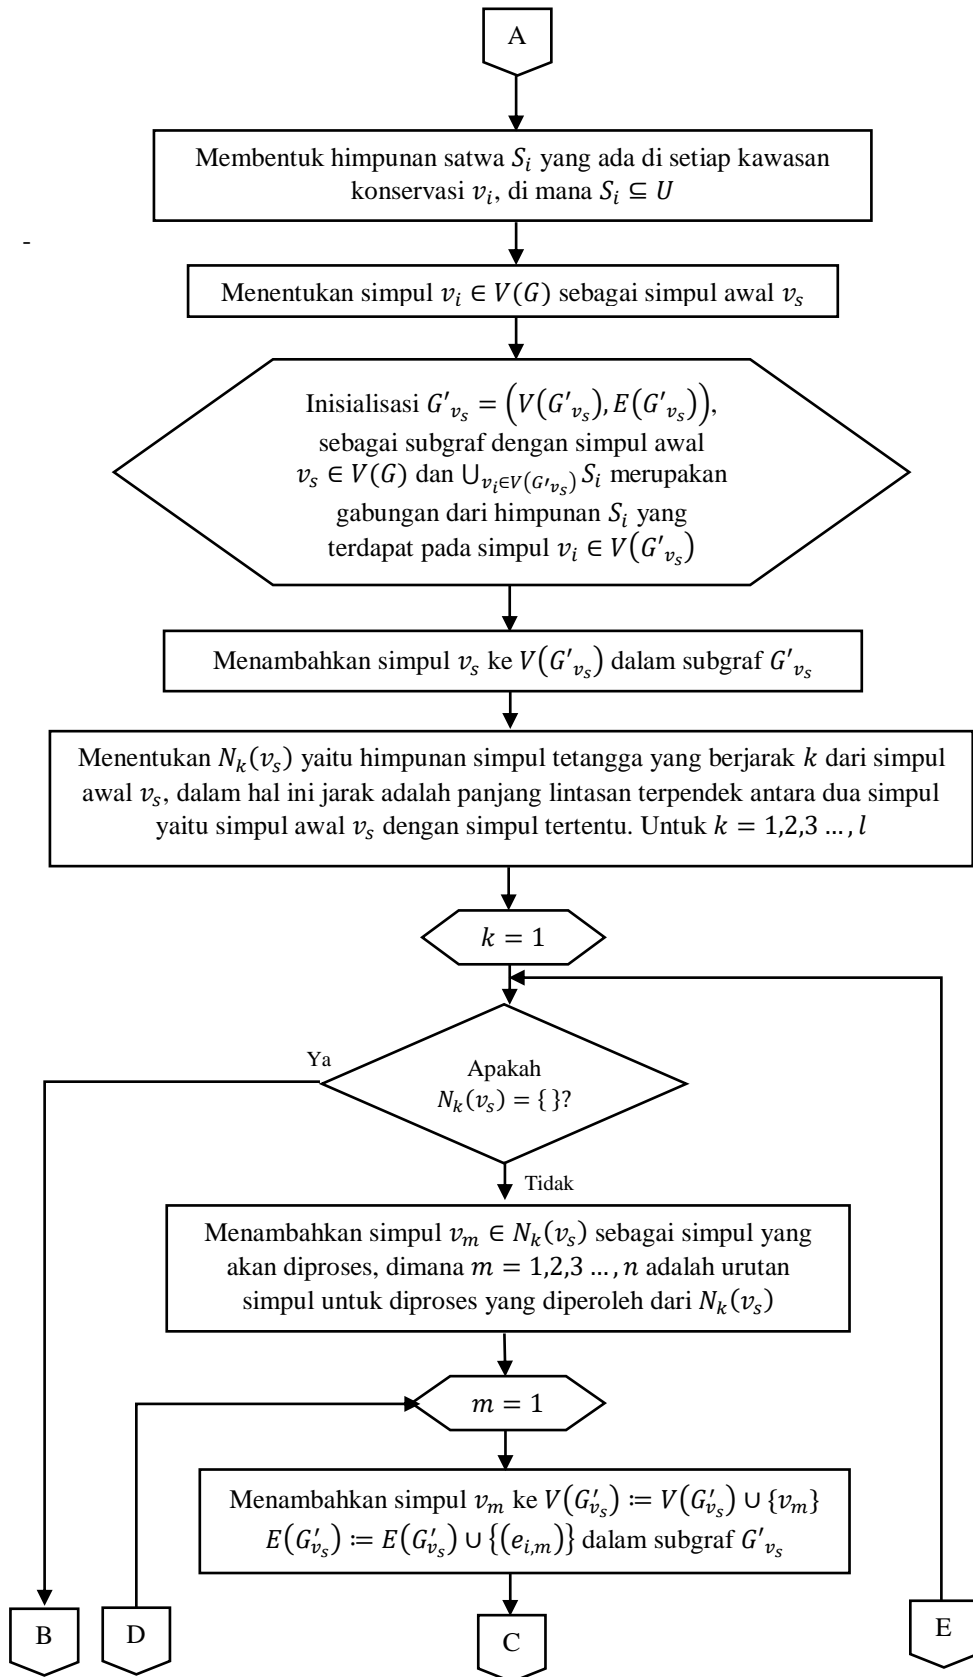 A
Membentuk himpunan satwa S_i yang ada di setiap kawasan
konservasi v_i, di mana S_i ⊆ U
-
Menentukan simpul v_i ∈ V(G) sebagai simpul awal v_s
Inisialisasi G′_{v_s} = (V(G′_{v_s}), E(G′_{v_s})),
sebagai subgraf dengan simpul awal
v_s ∈ V(G) dan ⋃_{v_i∈V(G′_{v_s})} S_i merupakan
gabungan dari himpunan S_i yang
terdapat pada simpul v_i ∈ V(G′_{v_s})
Menambahkan simpul v_s ke V(G′_{v_s}) dalam subgraf G′_{v_s}
Menentukan N_k(v_s) yaitu himpunan simpul tetangga yang berjarak k dari simpul
awal v_s, dalam hal ini jarak adalah panjang lintasan terpendek antara dua simpul
yaitu simpul awal v_s dengan simpul tertentu. Untuk k = 1,2,3 … , l
k = 1
Ya
Apakah
N_k(v_s) = { }?
Tidak
Menambahkan simpul v_m ∈ N_k(v_s) sebagai simpul yang
akan diproses, dimana m = 1,2,3 … , n adalah urutan
simpul untuk diproses yang diperoleh dari N_k(v_s)
m = 1
Menambahkan simpul v_m ke V(G′_{v_s}) ≔ V(G′_{v_s}) ∪ {v_m}
E(G′_{v_s}) ≔ E(G′_{v_s}) ∪ {(e_{i,m})} dalam subgraf G′_{v_s}
B
D
C
E